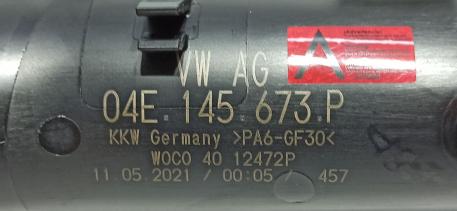 VW AG
04E.145.673.P
KKW Germany >PA6-GF30<
WOCO 40 12472P
11.05.2021 / 00:05 / 457